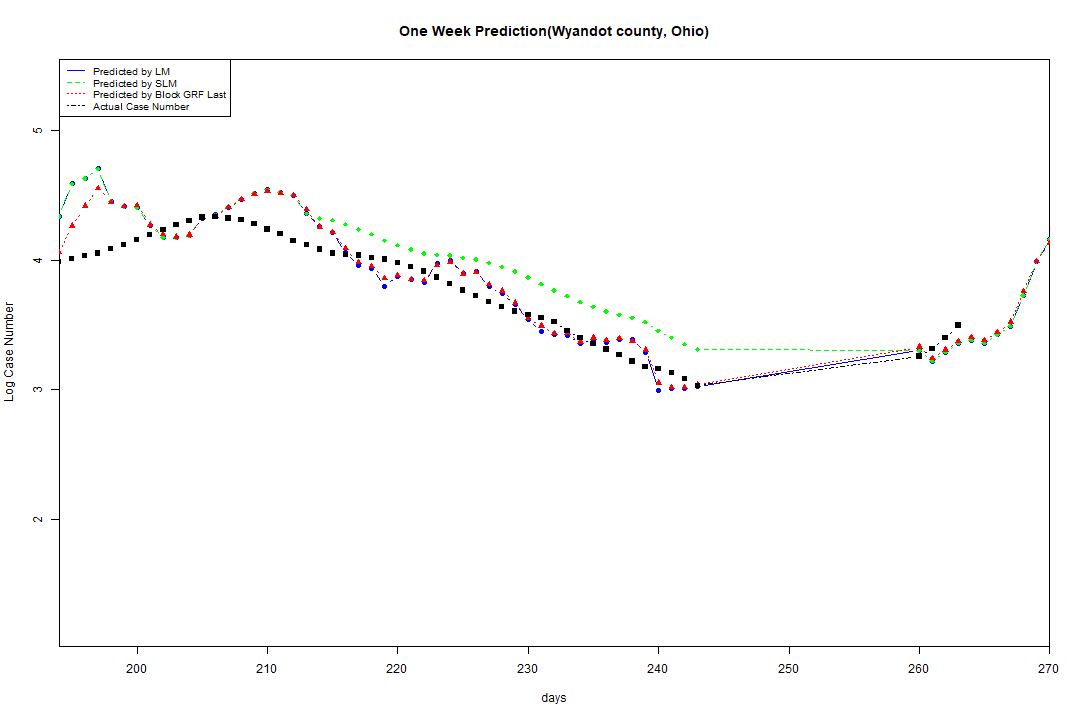 One Week Prediction(Wyandot county, Ohio)
Predicted by LM
Predicted by SLM
Predicted by Block GRF Last
Actual Case Number
5
4
3
2
Log Case Number
200 210 220 230 240 250 260 270
days